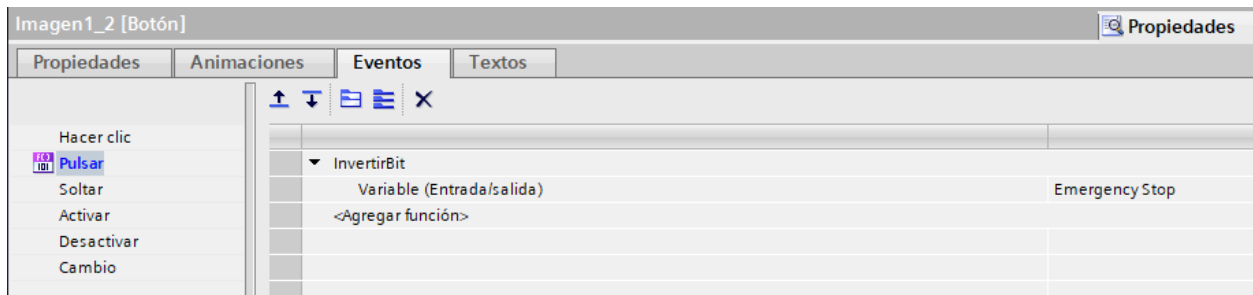 Imagen1_2 [Botón]
Propiedades
Propiedades Animaciones Eventos Textos
Hacer clic
Pulsar
Soltar
Activar
Desactivar
Cambio
InvertirBit
Variable (Entrada/salida) Emergency Stop
<Agregar función>